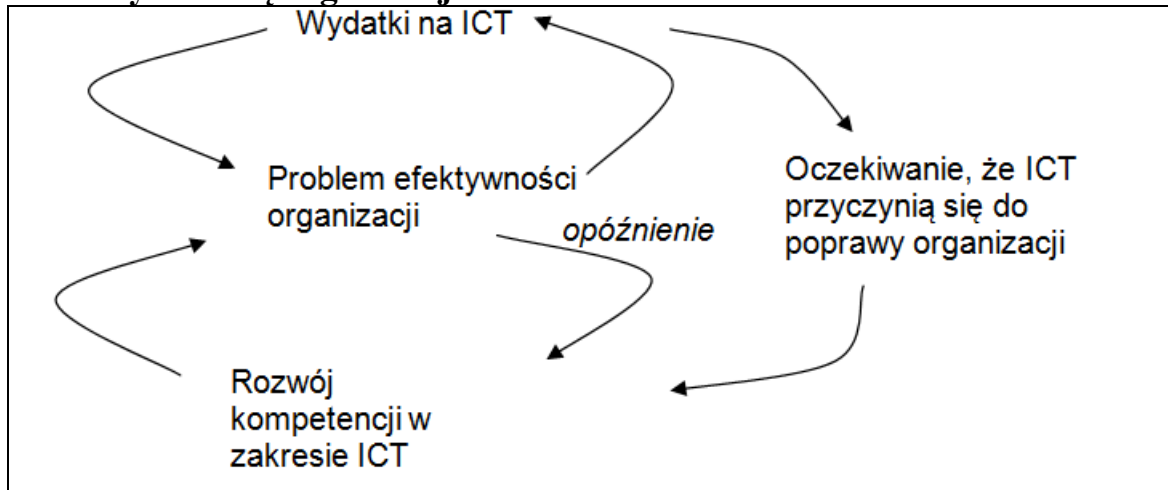 Wydatki na ICT
Problem efektywności
organizacji
opóźnienie
Oczekiwanie, że ICT
przyczynią się do
poprawy organizacji
Rozwój
kompetencji w
zakresie ICT